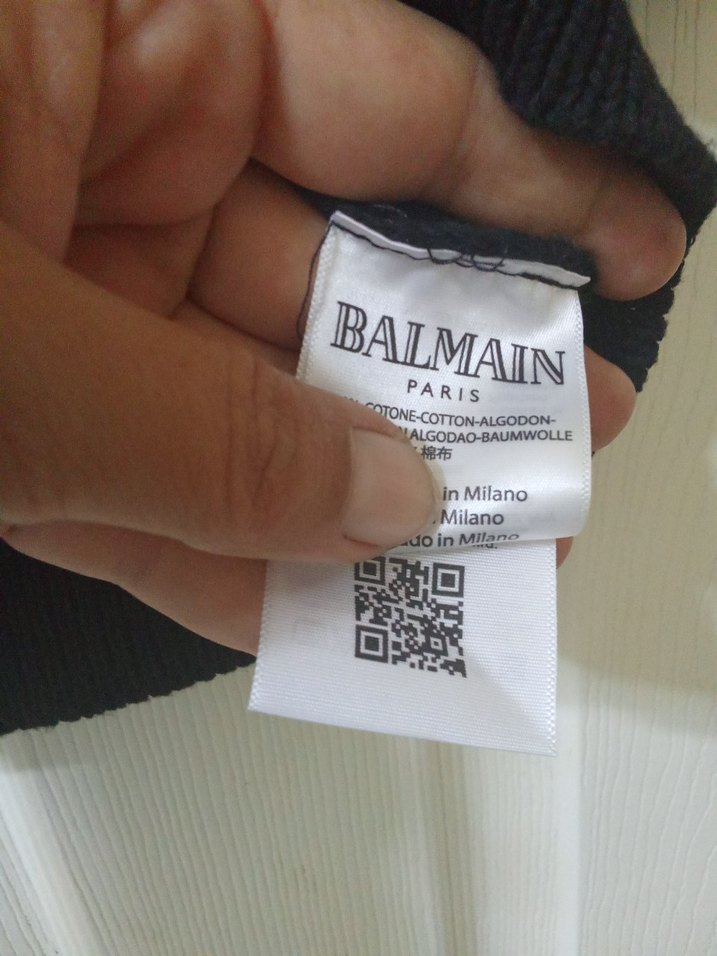 BALMAIN
PARIS
COTONE-COTTON-ALGODON-
ALGODAO-BAUMWOLLE
棉布
in Milano
Milano
in Milano